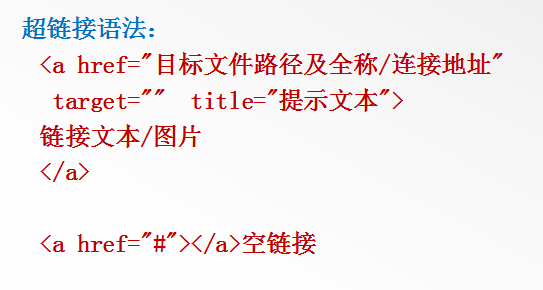 超链接语法：
<a href="目标文件路径及全称/连接地址"
target="" title="提示文本">
链接文本/图片
</a>
<a href="#"></a>空链接